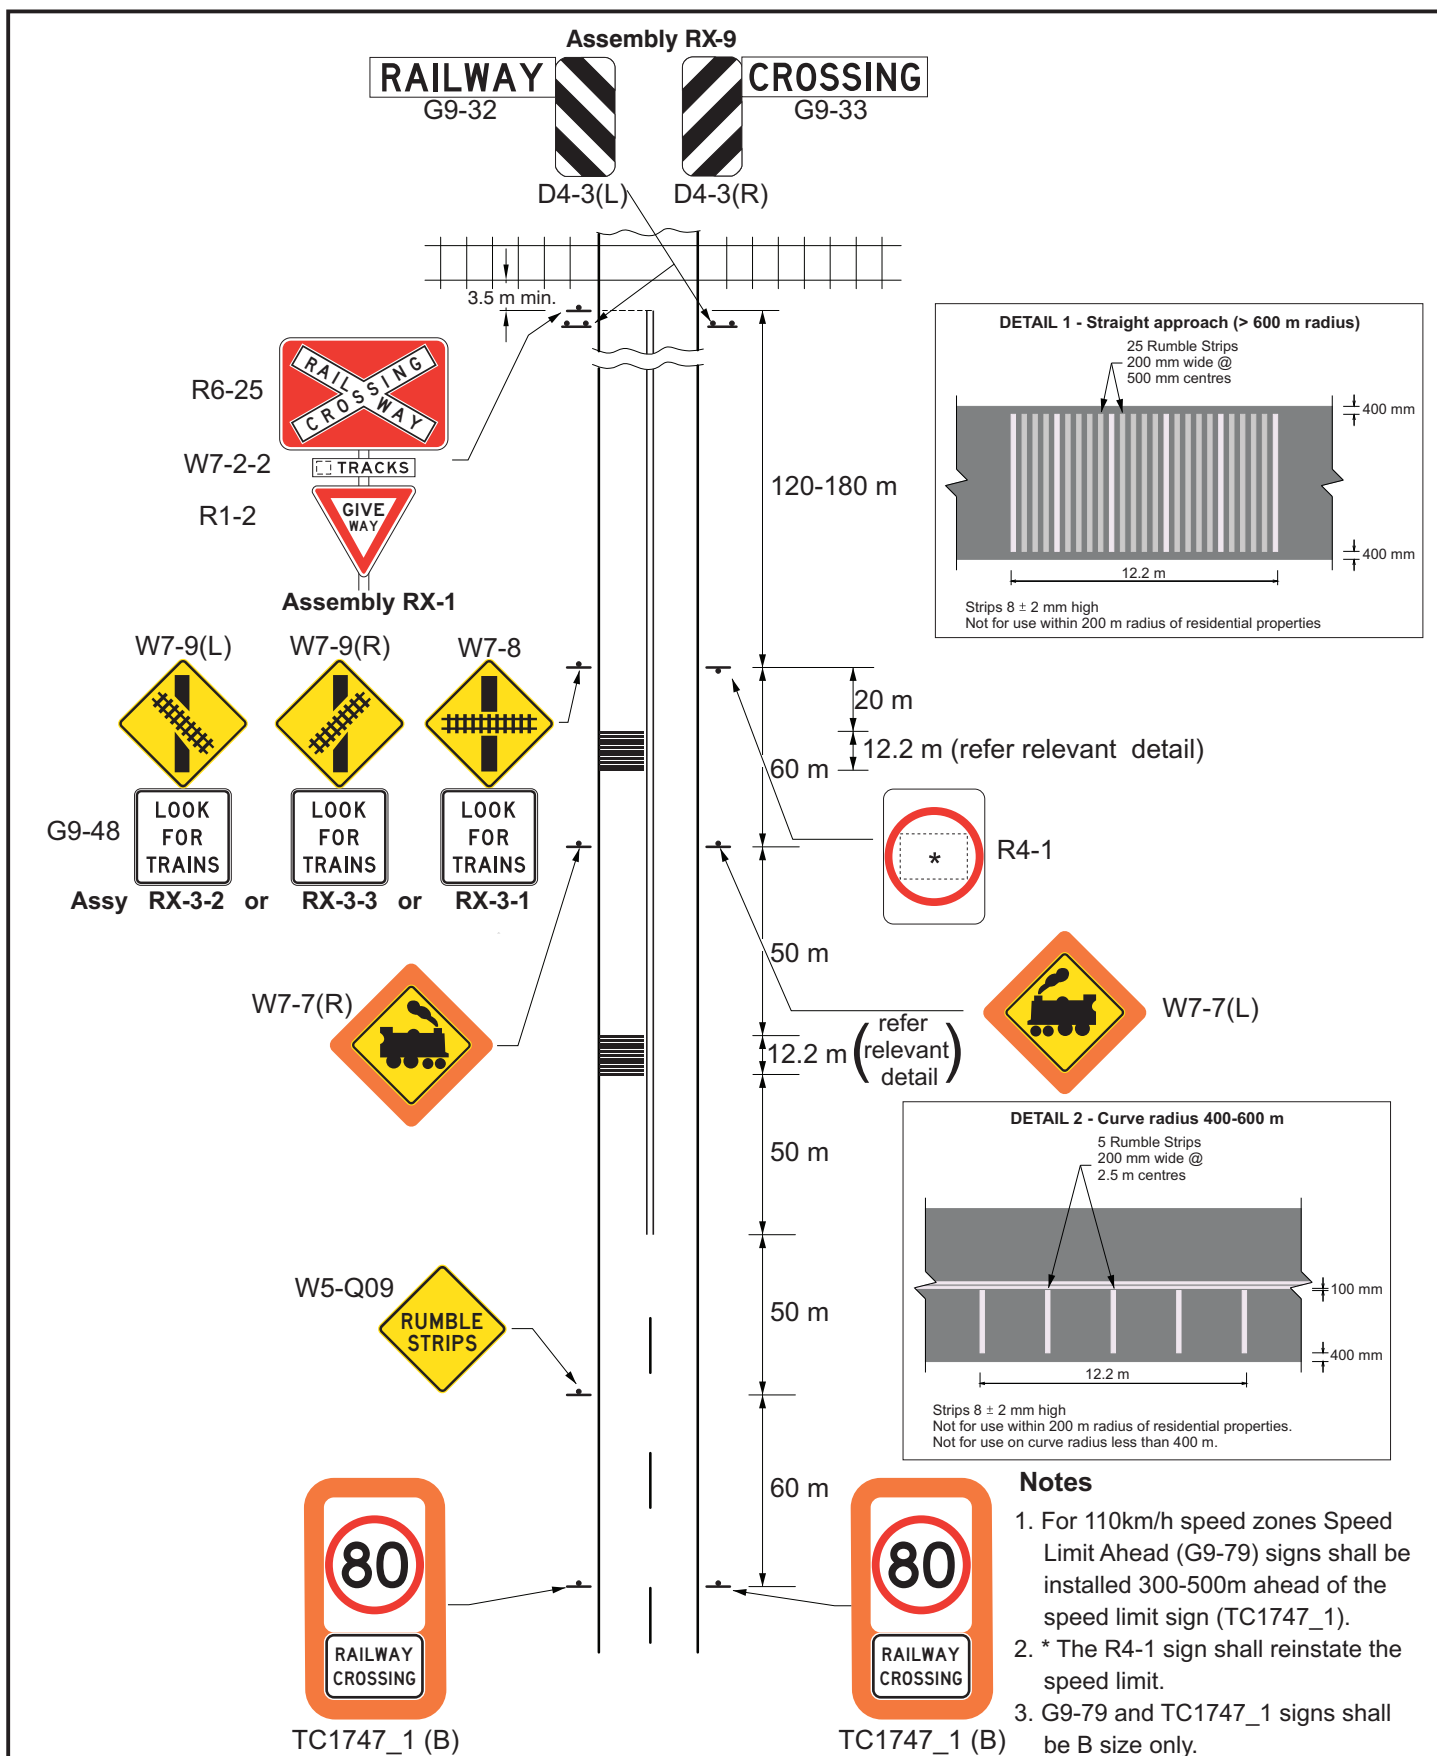 Assembly RX-9
RAILWAY
CROSSING
G9-32
G9-33
D4-3(L)
D4-3(R)
3.5 m min.
RAILWAY
CROSSING
R6-25
W7-2-2
TRACKS
R1-2
GIVE
WAY
Assembly RX-1
120-180 m
DETAIL 1 - Straight approach (> 600 m radius)
25 Rumble Strips
200 mm wide @
500 mm centres
400 mm
400 mm
12.2 m
Strips 8 ± 2 mm high
Not for use within 200 m radius of residential properties
W7-9(L)
W7-9(R)
W7-8
20 m
12.2 m (refer relevant detail)
60 m
G9-48
LOOK
FOR
TRAINS
LOOK
FOR
TRAINS
LOOK
FOR
TRAINS
Assy RX-3-2 or RX-3-3 or RX-3-1
*
R4-1
50 m
W7-7(R)
W7-7(L)
12.2 m (refer
relevant
detail)
50 m
DETAIL 2 - Curve radius 400-600 m
5 Rumble Strips
200 mm wide @
2.5 m centres
100 mm
400 mm
12.2 m
Strips 8 ± 2 mm high
Not for use within 200 m radius of residential properties.
Not for use on curve radius less than 400 m.
W5-Q09
RUMBLE
STRIPS
50 m
60 m
80
RAILWAY
CROSSING
TC1747_1 (B)
80
RAILWAY
CROSSING
TC1747_1 (B)
Notes
1. For 110km/h speed zones Speed
Limit Ahead (G9-79) signs shall be
installed 300-500m ahead of the
speed limit sign (TC1747_1).
2. * The R4-1 sign shall reinstate the
speed limit.
3. G9-79 and TC1747_1 signs shall
be B size only.